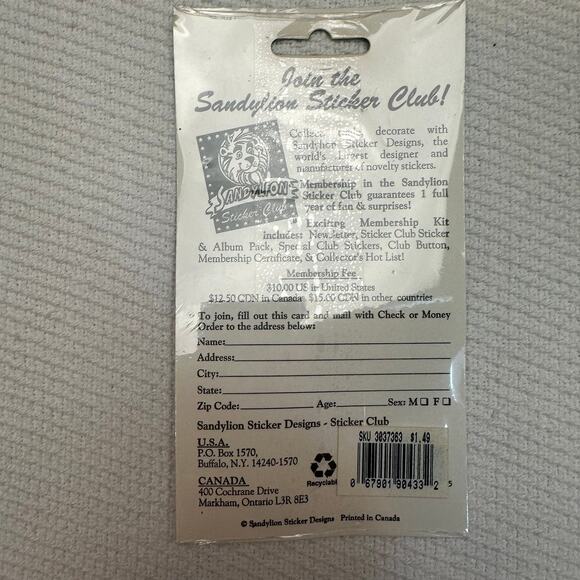 Join the
Sandylion Sticker Club!
Collect and decorate with
Sandylion Sticker Designs, the
world's largest designer and
manufacturer of novelty stickers.
SANDYLION
Sticker Club
Membership in the Sandylion
Sticker Club guarantees 1 full
year of fun & surprises!
Exciting Membership Kit
includes: Newsletter, Sticker Club Sticker
& Album Pack, Special Club Stickers, Club Button,
Membership Certificate, & Collector's Hot List!
Membership Fee
$10.00 US in United States
$12.50 CDN in Canada $15.00 CDN in other countries
To join, fill out this card and mail with Check or Money
Order to the address below:
Name:
Address:
City:
State:
Zip Code: Age: Sex: M F
Sandylion Sticker Designs - Sticker Club
U.S.A.
P.O. Box 1570,
Buffalo, N.Y. 14240-1570
CANADA
400 Cochrane Drive
Markham, Ontario L3R 8E3
Recyclable
SKU 3037363 $1.49
0 67901 90433 2 5
© Sandylion Sticker Designs Printed in Canada